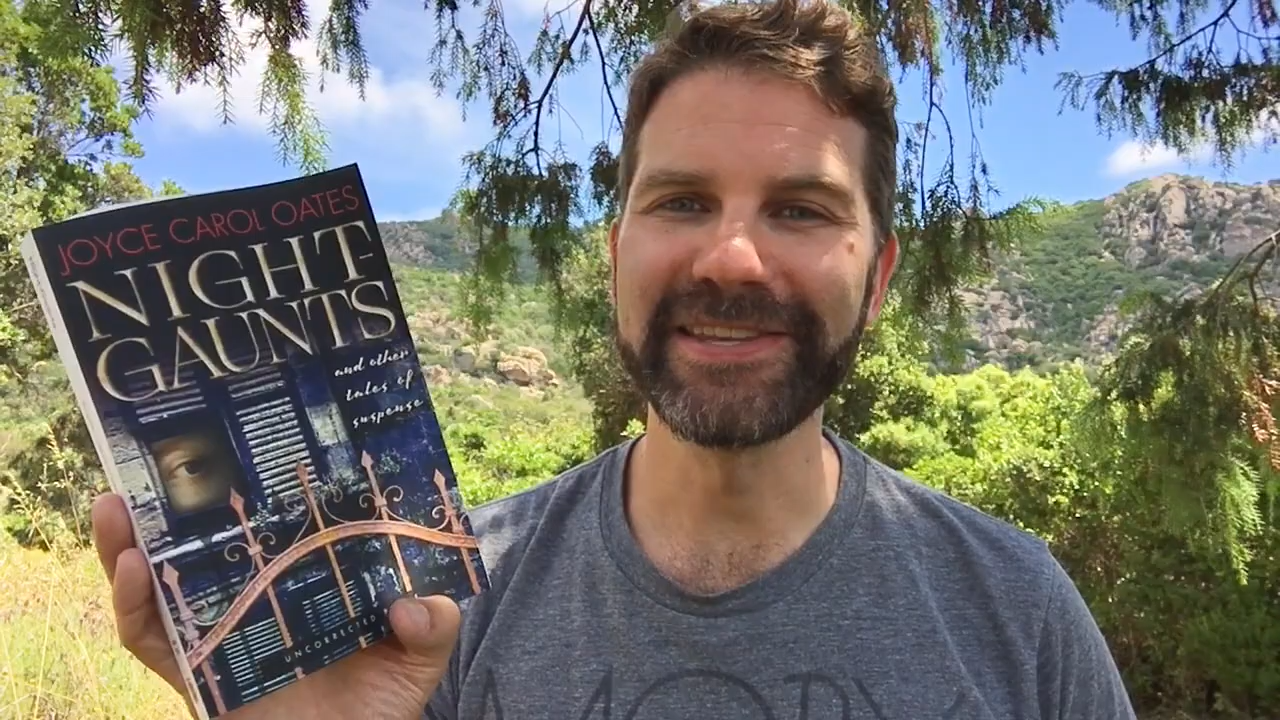 JOYCE CAROL OATES
NIGHT-
GAUNTS
and other
tales of
suspense
UNCORRECTED